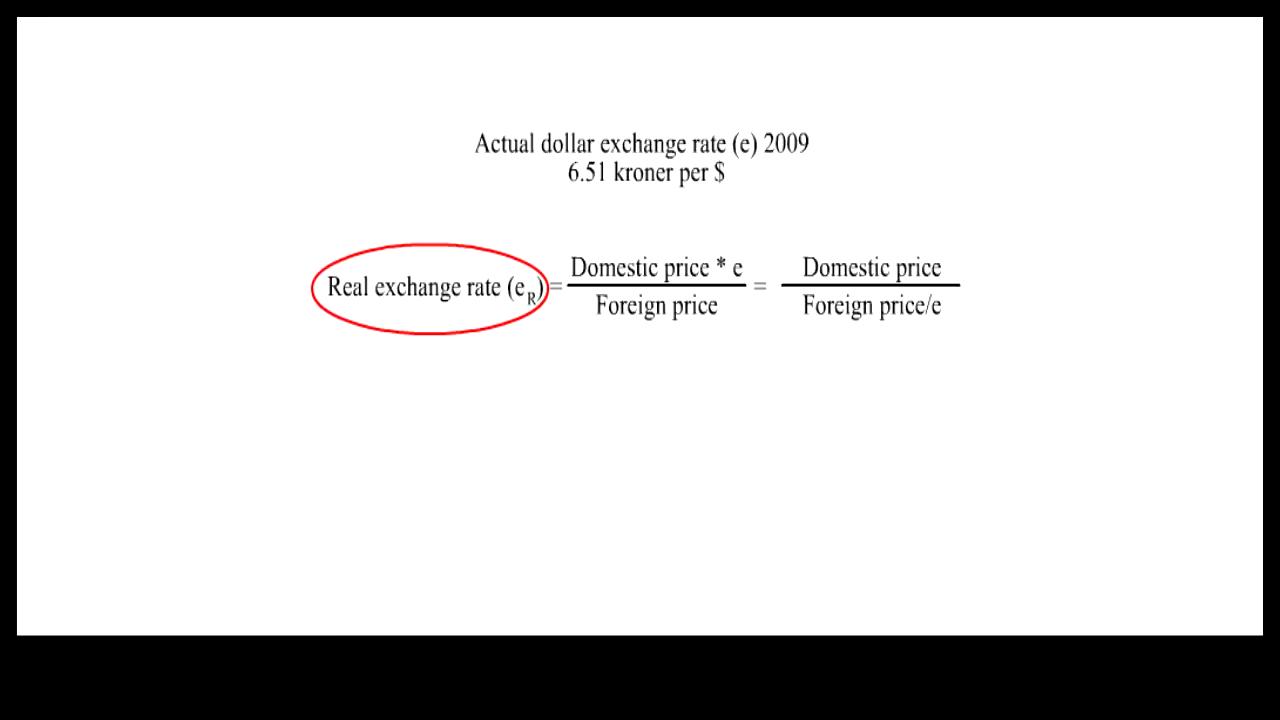 Actual dollar exchange rate (e) 2009
6.51 kroner per $
Real exchange rate (eR) = Domestic price * e / Foreign price = Domestic price / Foreign price/e